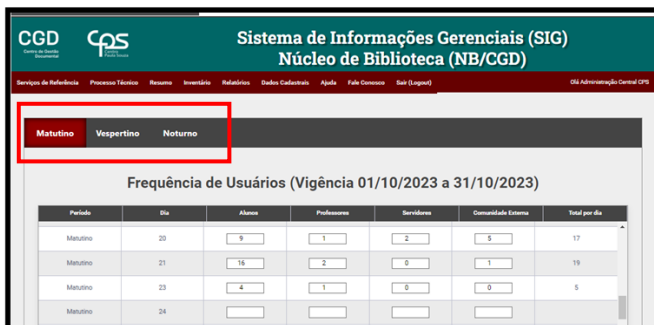 CGD
Centro de Gestão
Documental
CPS
Centro
Paula Souza
Sistema de Informações Gerenciais (SIG)
Núcleo de Biblioteca (NB/CGD)
Serviços de Referência Processo Técnico Resumo Inventário Relatórios Dados Cadastrais Ajuda Fale Conosco Sair (Logout) Olá Administração Central CPS
Matutino Vespertino Noturno
Frequência de Usuários (Vigência 01/10/2023 a 31/10/2023)
Período Dia Alunos Professores Servidores Comunidade Externa Total por dia
Matutino 20 9 1 2 5 17
Matutino 21 16 2 0 1 19
Matutino 23 4 1 0 0 5
Matutino 24